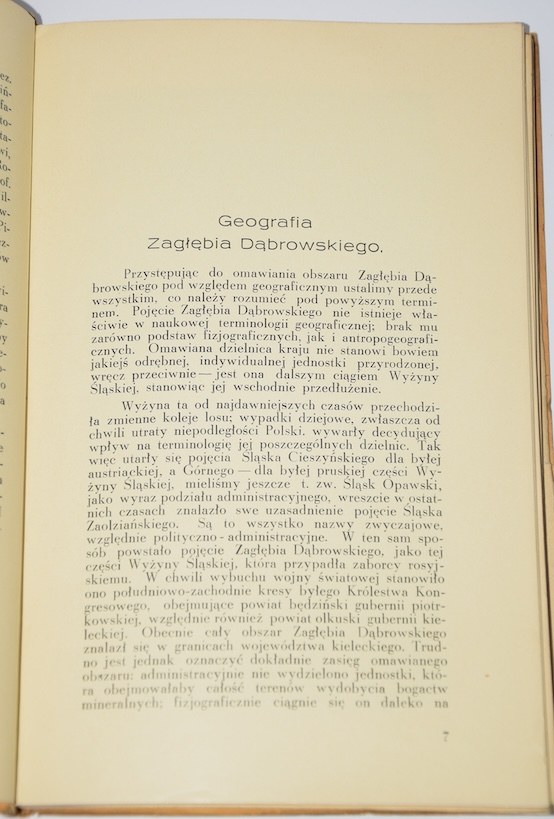 Geografia
Zagłębia Dąbrowskiego.
Przystępując do omawiania obszaru Zagłębia Dą-
browskiego pod względem geograficznym ustalimy przede
wszystkim, co należy rozumieć pod powyższym termi-
nem. Pojęcie Zagłębia Dąbrowskiego nie istnieje wła-
ściwie w naukowej terminologii geograficznej; brak mu
zarówno podstaw fizjograficznych, jak i antropogeografi-
cznych. Omawiana dzielnica kraju nie stanowi bowiem
jakiejś odrębnej, indywidualnej jednostki przyrodzonej,
wręcz przeciwnie — jest ona dalszym ciągiem Wyżyny
Śląskiej, stanowiąc jej wschodnie przedłużenie.
Wyżyna ta od najdawniejszych czasów przechodzi-
ła zmienne koleje losu; wypadki dziejowe, zwłaszcza od
chwili utraty niepodległości Polski, wywarły decydujący
wpływ na terminologię jej poszczególnych dzielnic. Tak
więc utarły się pojęcia Śląska Cieszyńskiego dla byłej
austriackiej, a Górnego — dla byłej pruskiej części Wy-
żyny Śląskiej, mieliśmy jeszcze t. zw. Śląsk Opawski,
jako wyraz podziału administracyjnego, wreszcie w ostat-
nich czasach znalazło swe uzasadnienie pojęcie Śląska
Zaolziańskiego. Są to wszystko nazwy zwyczajowe,
względnie polityczno - administracyjne. W ten sam spo-
sób powstało pojęcie Zagłębia Dąbrowskiego, jako tej
części Wyżyny Śląskiej, która przypadła zaborcy rosyj-
skiemu. W chwili wybuchu wojny światowej stanowiło
ono południowo-zachodnie kresy byłego Królestwa Kon-
gresowego, obejmujące powiat będziński gubernii piotr-
kowskiej, względnie również powiat olkuski gubernii kie-
leckiej. Obecnie cały obszar Zagłębia Dąbrowskiego
znalazł się w granicach województwa kieleckiego. Trud-
no jest jednak oznaczyć dokładnie zasięg omawianego
obszaru: administracyjnie nie wydzielono jednostki, któ-
ra obejmowałaby całość terenów wydobycia bogactw
mineralnych; fizjograficznie ciągnie się on daleko na
7